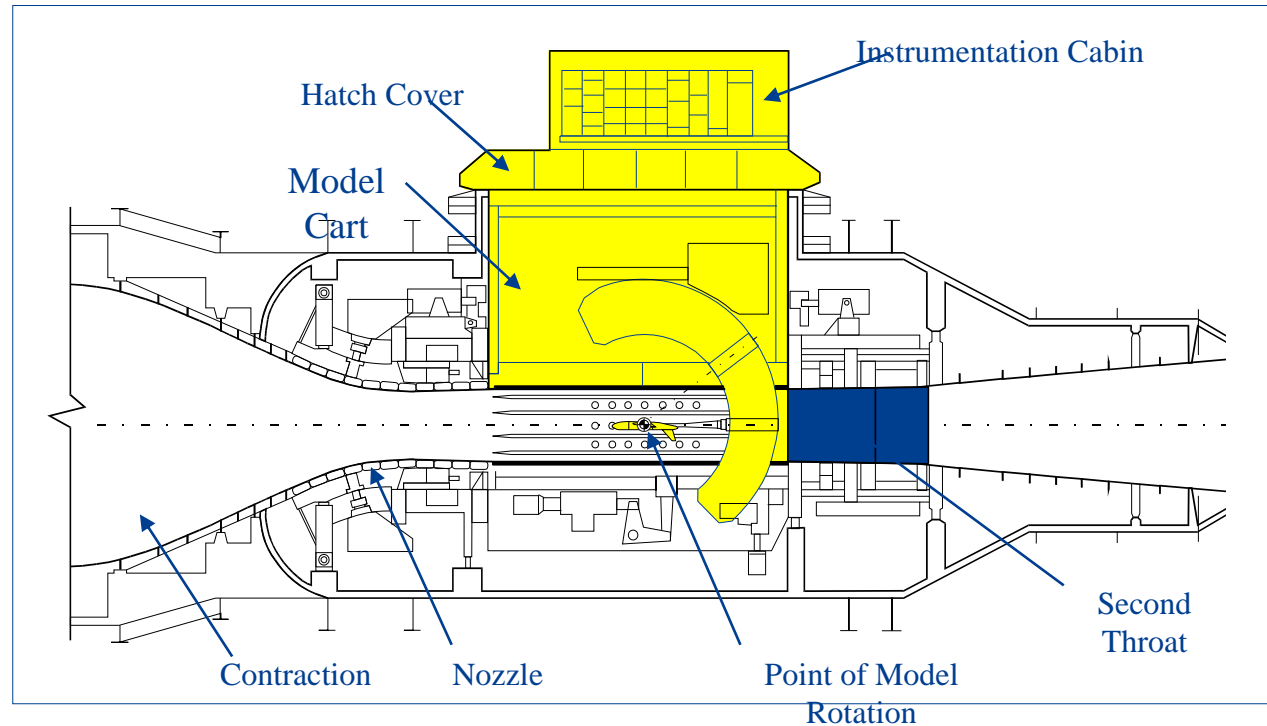 Instrumentation Cabin
Hatch Cover
Model
Cart
Second
Throat
Contraction
Nozzle
Point of Model
Rotation